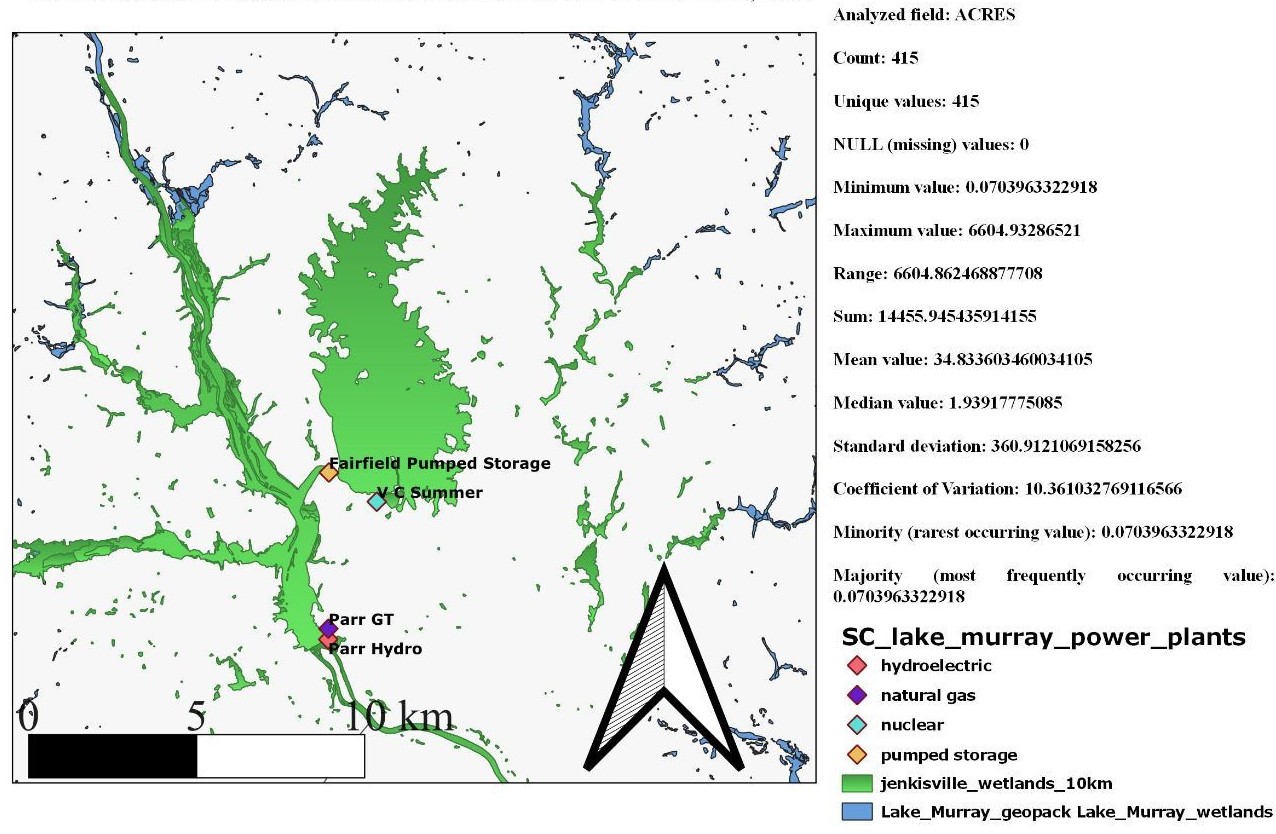 Analyzed field: ACRES
Count: 415
Unique values: 415
NULL (missing) values: 0
Minimum value: 0.0703963322918
Maximum value: 6604.93286521
Range: 6604.862468877708
Sum: 14455.945435914155
Mean value: 34.833603460034105
Median value: 1.93917775085
Standard deviation: 360.9121069158256
Coefficient of Variation: 10.361032769116566
Minority (rarest occurring value): 0.0703963322918
Majority (most frequently occurring value):
0.0703963322918
Fairfield Pumped Storage
V C Summer
Parr GT
Parr Hydro
0 5 10 km
SC_lake_murray_power_plants
hydroelectric
natural gas
nuclear
pumped storage
jenkisville_wetlands_10km
Lake_Murray_geopack Lake_Murray_wetlands